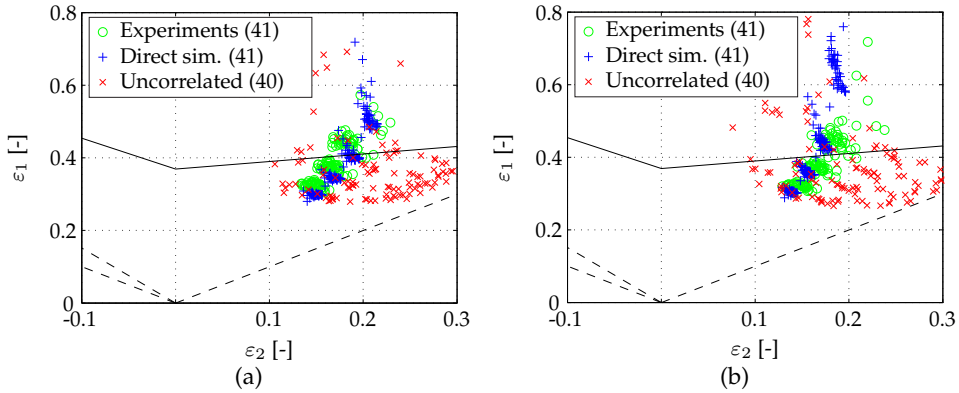 0.8
0.6
0.4
0.2
0
ε1 [-]
Experiments (41)
Direct sim. (41)
Uncorrelated (40)
-0.1
0.1
0.2
0.3
ε2 [-]
(a)
0.8
0.6
0.4
0.2
0
ε1 [-]
Experiments (41)
Direct sim. (41)
Uncorrelated (40)
-0.1
0.1
0.2
0.3
ε2 [-]
(b)